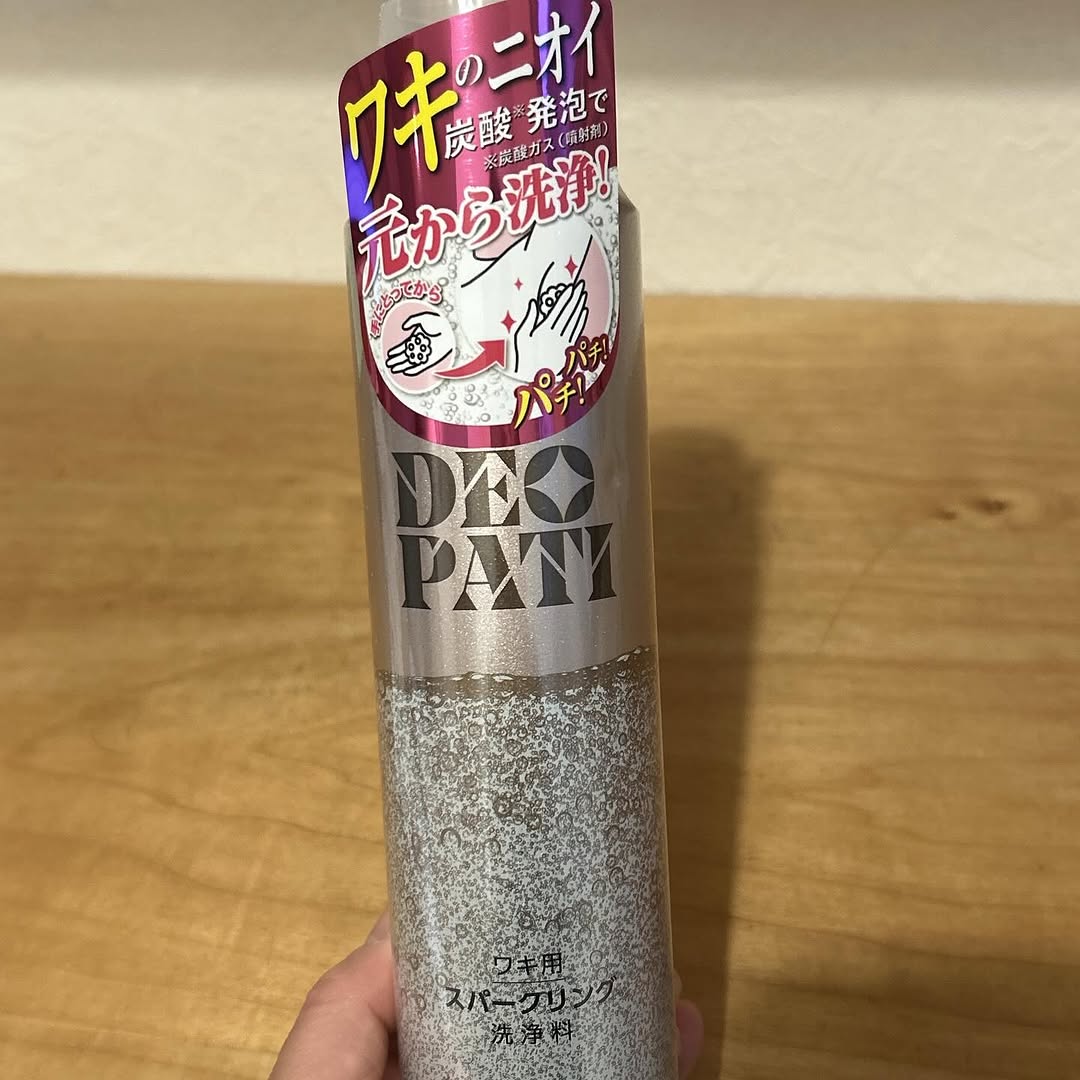 ワキのニオイ
炭酸※発泡で
※炭酸ガス（噴射剤）
元から洗浄！
手にとってから
パチ！
パチ！
DEO
PATI
ワキ用
スパークリング
洗浄料